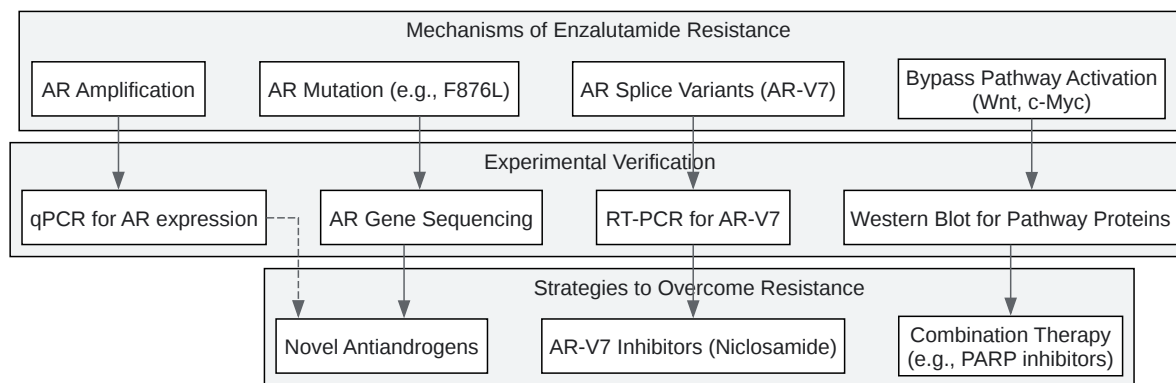 Mechanisms of Enzalutamide Resistance
AR Amplification
AR Mutation (e.g., F876L)
AR Splice Variants (AR-V7)
Bypass Pathway Activation
(Wnt, c-Myc)
Experimental Verification
qPCR for AR expression
AR Gene Sequencing
RT-PCR for AR-V7
Western Blot for Pathway Proteins
Strategies to Overcome Resistance
Novel Antiandrogens
AR-V7 Inhibitors (Niclosamide)
Combination Therapy
(e.g., PARP inhibitors)